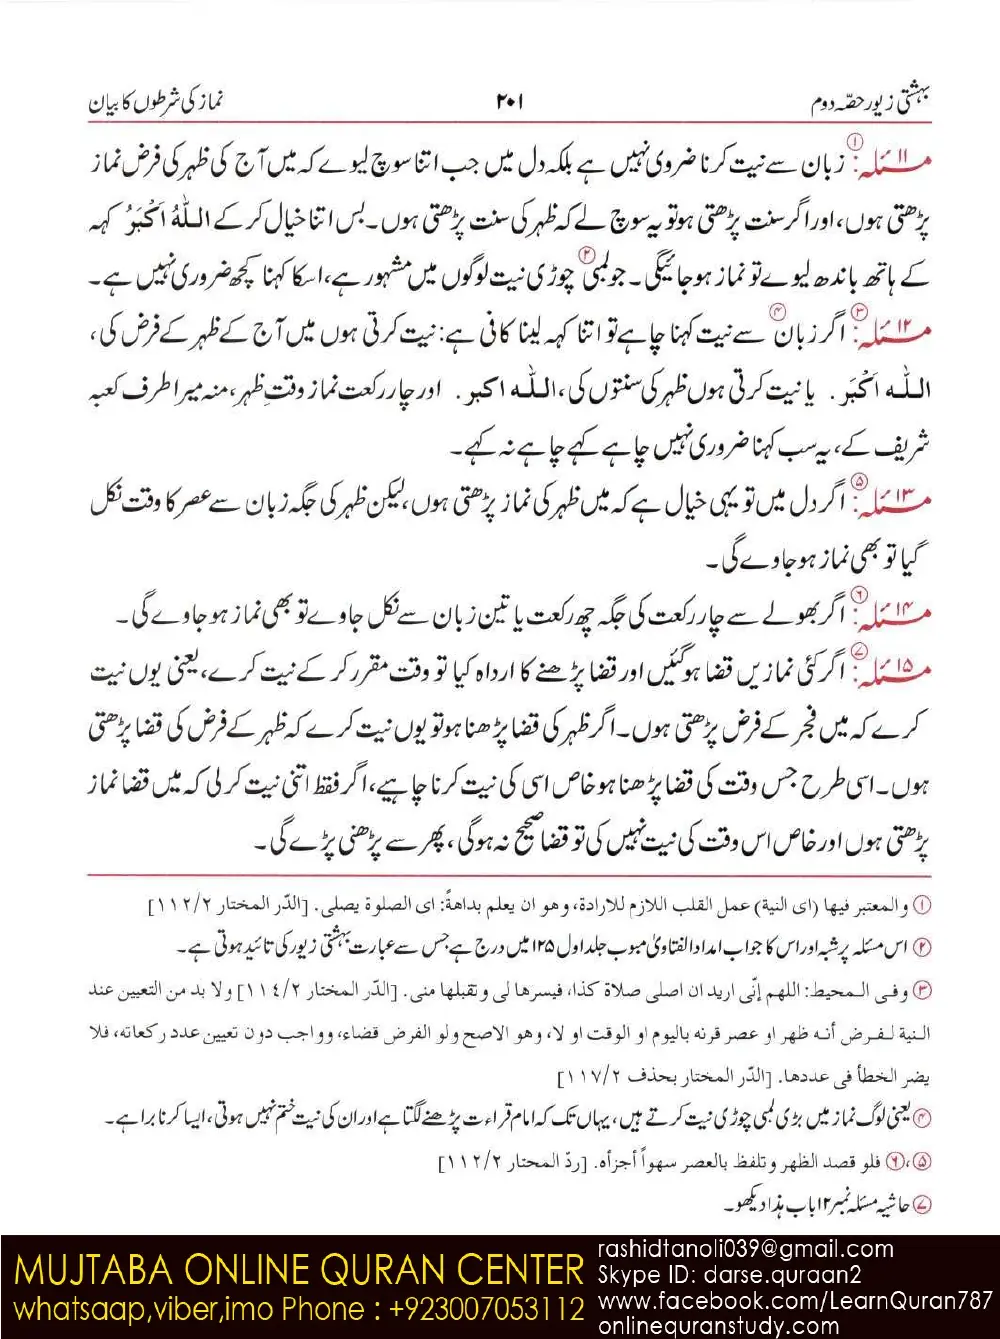 بہشتی زیور حصّہ دوم
۲۰۱
نماز کی شرطوں کا بیان
مسئلہ ۱۱: ① زبان سے نیت کرنا ضروی نہیں ہے بلکہ دل میں جب اتنا سوچ لیوے کہ میں آج کی ظہر کی فرض نماز
پڑھتی ہوں، اور اگر سنت پڑھتی ہو تو یہ سوچ لے کہ ظہر کی سنت پڑھتی ہوں۔ بس اتنا خیال کر کے اللّٰهُ اَكْبَرُ کہہ
کے ہاتھ باندھ لیوے تو نماز ہو جائیگی۔ جو لمبی ② چوڑی نیت لوگوں میں مشہور ہے، اسکا کہنا کچھ ضروری نہیں ہے۔
مسئلہ ۱۲: ③ اگر زبان ④ سے نیت کہنا چاہے تو اتنا کہہ لینا کافی ہے: نیت کرتی ہوں میں آج کے ظہر کے فرض کی،
اللّٰه اَكْبَر. یا نیت کرتی ہوں ظہر کی سنتوں کی، اللّٰه اكبر. اور چار رکعت نماز وقتِ ظہر، منہ میرا طرف کعبہ
شریف کے، یہ سب کہنا ضروری نہیں چاہے کہے چاہے نہ کہے۔
مسئلہ ۱۳: ⑤ اگر دل میں تو یہی خیال ہے کہ میں ظہر کی نماز پڑھتی ہوں، لیکن ظہر کی جگہ زبان سے عصر کا وقت نکل
گیا تو بھی نماز ہو جاوے گی۔
مسئلہ ۱۴: ⑥ اگر بھولے سے چار رکعت کی جگہ چھ رکعت یا تین زبان سے نکل جاوے تو بھی نماز ہو جاوے گی۔
مسئلہ ۱۵: ⑦ اگر کئی نمازیں قضا ہو گئیں اور قضا پڑھنے کا ارداہ کیا تو وقت مقرر کر کے نیت کرے، یعنی یوں نیت
کرے کہ میں فجر کے فرض پڑھتی ہوں۔ اگر ظہر کی قضا پڑھنا ہو تو یوں نیت کرے کہ ظہر کے فرض کی قضا پڑھتی
ہوں۔ اسی طرح جس وقت کی قضا پڑھنا ہو خاص اسی کی نیت کرنا چاہیے، اگر فقط اتنی نیت کر لی کہ میں قضا نماز
پڑھتی ہوں اور خاص اس وقت کی نیت نہیں کی تو قضا صحیح نہ ہوگی، پھر سے پڑھنی پڑے گی۔
① والمعتبر فيها (اى النية) عمل القلب اللازم للارادة، وهو ان يعلم بداهةً: اى الصلوة يصلى. [الدّر المختار ١١٢/٢]
② اس مسئلہ پر شبہ اور اس کا جواب امداد الفتاویٰ مبوب جلد اول ۱۲۵ میں درج ہے جس سے عبارت بہشتی زیور کی تائید ہوتی ہے۔
③ وفى المحيط: اللهم إنّى اريد ان اصلى صلاة كذا، فيسرها لى وتقبلها منى. [الدّر المختار ١١٤/٢] ولا بد من التعيين عند
النية لفرض أنه ظهر او عصر قرنه باليوم او الوقت او لا، وهو الاصح ولو الفرض قضاء، وواجب دون تعيين عدد ركعاته، فلا
يضر الخطأ فى عددها. [الدّر المختار بحذف ١١٧/٢]
④ یعنی لوگ نماز میں بڑی لمبی چوڑی نیت کرتے ہیں، یہاں تک کہ امام قراءت پڑھنے لگتا ہے اور ان کی نیت ختم نہیں ہوتی، ایسا کرنا برا ہے۔
⑤،⑥ فلو قصد الظهر وتلفظ بالعصر سهواً أجزأه. [ردّ المحتار ١١٢/٢]
⑦ حاشیہ مسئلہ نمبر ۱۲ باب ہذا دیکھو۔
MUJTABA ONLINE QURAN CENTER
whatsaap,viber,imo Phone : +923007053112
rashidtanoli039@gmail.com
Skype ID: darse.quraan2
www.facebook.com/LearnQuran787
onlinequranstudy.com